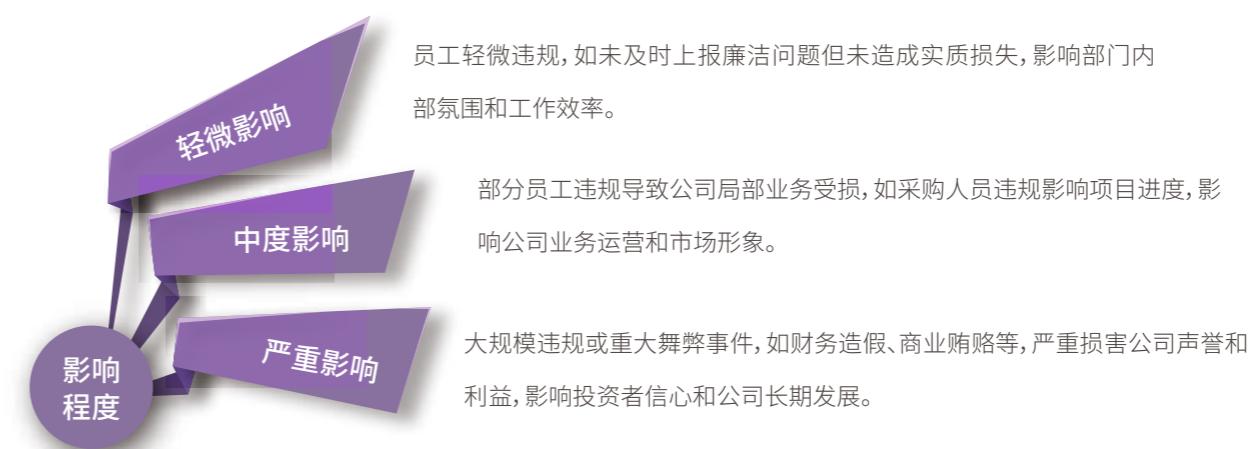 轻微影响
员工轻微违规，如未及时上报廉洁问题但未造成实质损失，影响部门内
部氛围和工作效率。
中度影响
部分员工违规导致公司局部业务受损，如采购人员违规影响项目进度，影
响公司业务运营和市场形象。
严重影响
大规模违规或重大舞弊事件，如财务造假、商业贿赂等，严重损害公司声誉和
利益，影响投资者信心和公司长期发展。
影响
程度